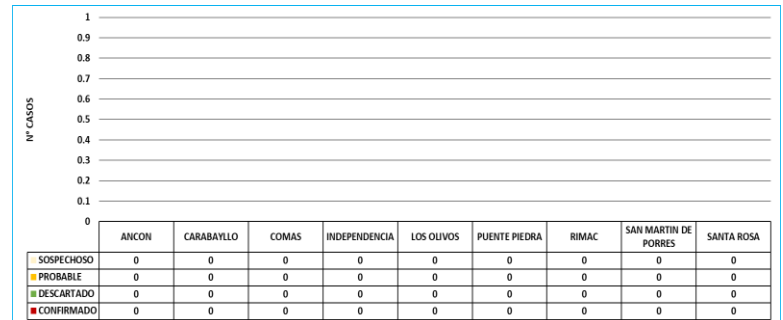 1
0.9
0.8
0.7
0.6
0.5
0.4
0.3
0.2
0.1
0
N° CASOS
ANCON CARABAYLLO COMAS INDEPENDENCIA LOS OLIVOS PUENTE PIEDRA RIMAC SAN MARTIN DE PORRES SANTA ROSA
SOSPECHOSO 0 0 0 0 0 0 0 0 0
PROBABLE 0 0 0 0 0 0 0 0 0
DESCARTADO 0 0 0 0 0 0 0 0 0
CONFIRMADO 0 0 0 0 0 0 0 0 0